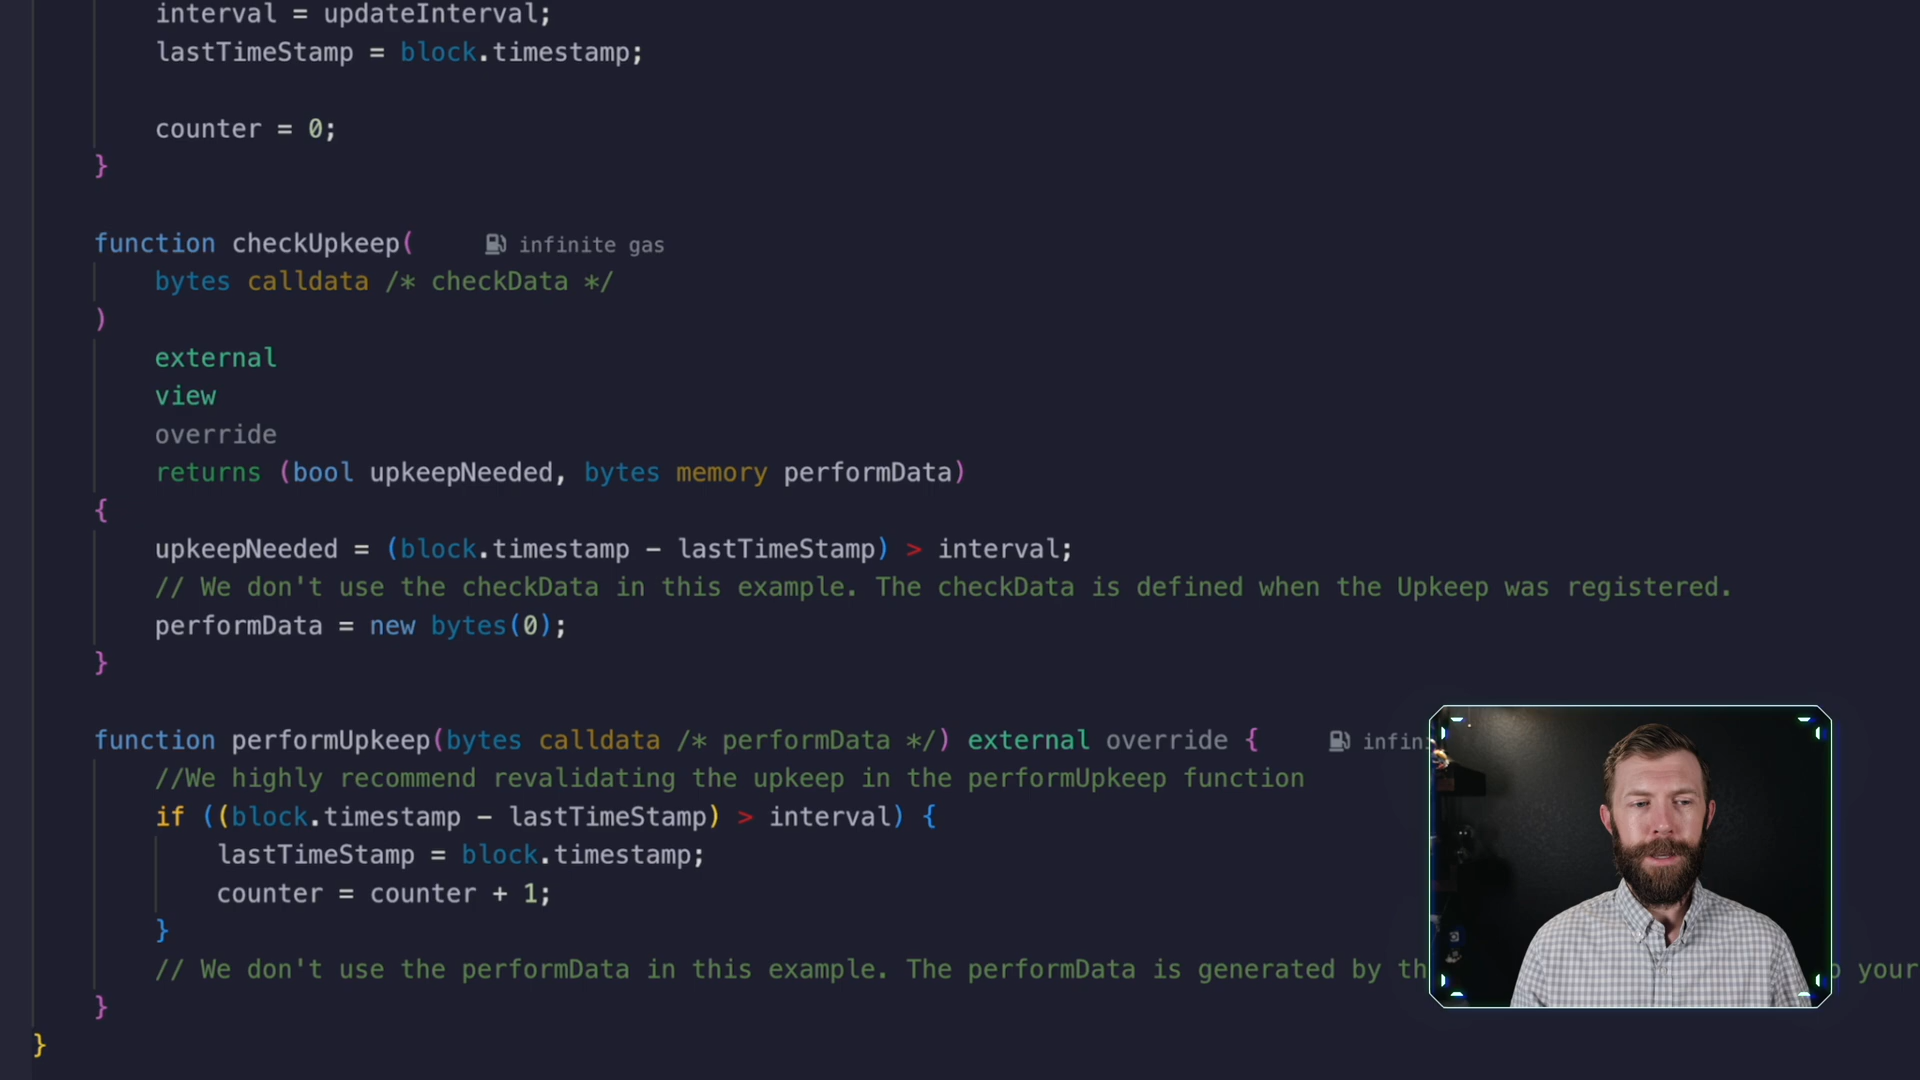 interval = updateInterval;
lastTimeStamp = block.timestamp;
counter = 0;
}
function checkUpkeep( infinite gas
bytes calldata /* checkData */
)
external
view
override
returns (bool upkeepNeeded, bytes memory performData)
{
upkeepNeeded = (block.timestamp - lastTimeStamp) > interval;
// We don't use the checkData in this example. The checkData is defined when the Upkeep was registered.
performData = new bytes(0);
}
function performUpkeep(bytes calldata /* performData */) external override {
//We highly recommend revalidating the upkeep in the performUpkeep function
if ((block.timestamp - lastTimeStamp) > interval) {
lastTimeStamp = block.timestamp;
counter = counter + 1;
}
// We don't use the performData in this example. The performData is generated by your
}
}